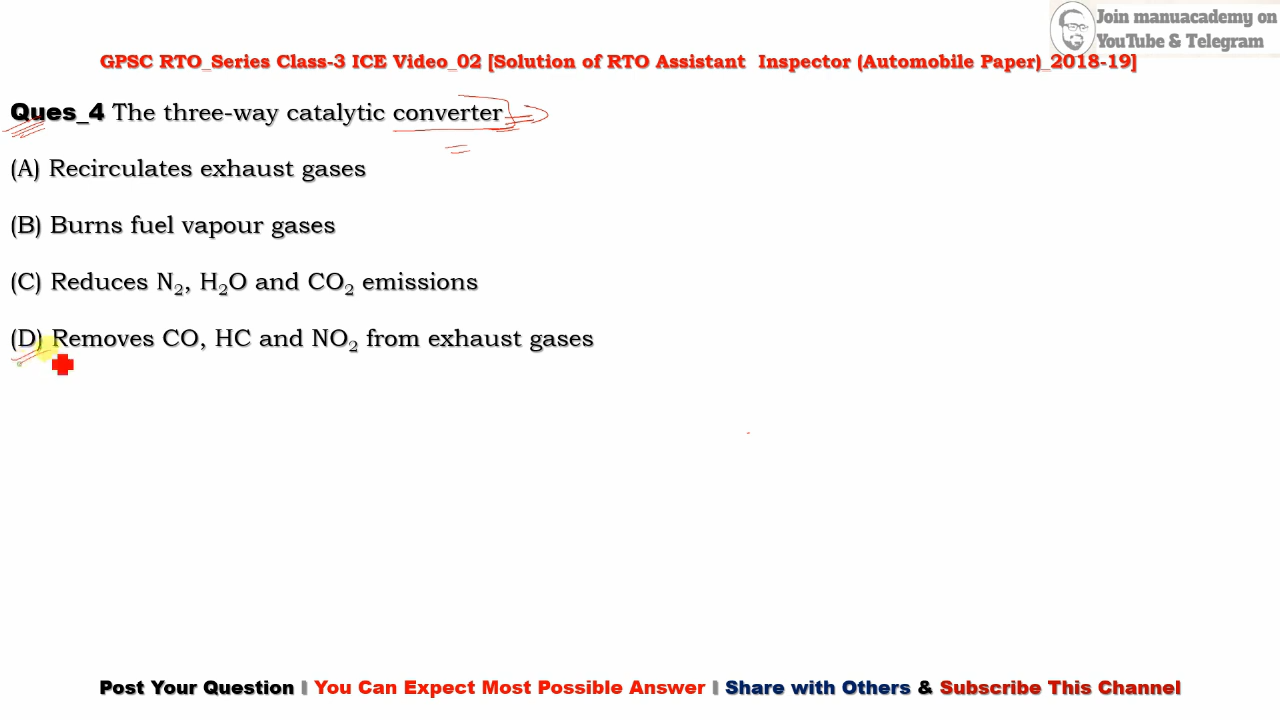 Join manuacademy on
YouTube & Telegram
GPSC RTO_Series Class-3 ICE Video_02 [Solution of RTO Assistant Inspector (Automobile Paper)_2018-19]
Ques_4 The three-way catalytic converter
(A) Recirculates exhaust gases
(B) Burns fuel vapour gases
(C) Reduces N₂, H₂O and CO₂ emissions
(D) Removes CO, HC and NO₂ from exhaust gases
Post Your Question | You Can Expect Most Possible Answer | Share with Others & Subscribe This Channel